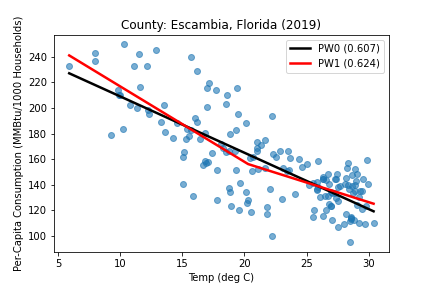 County: Escambia, Florida (2019)
Per-Capita Consumption (MMBtu/1000 Households)
240
220
200
180
160
140
120
100
PW0 (0.607)
PW1 (0.624)
5 10 15 20 25 30
Temp (deg C)